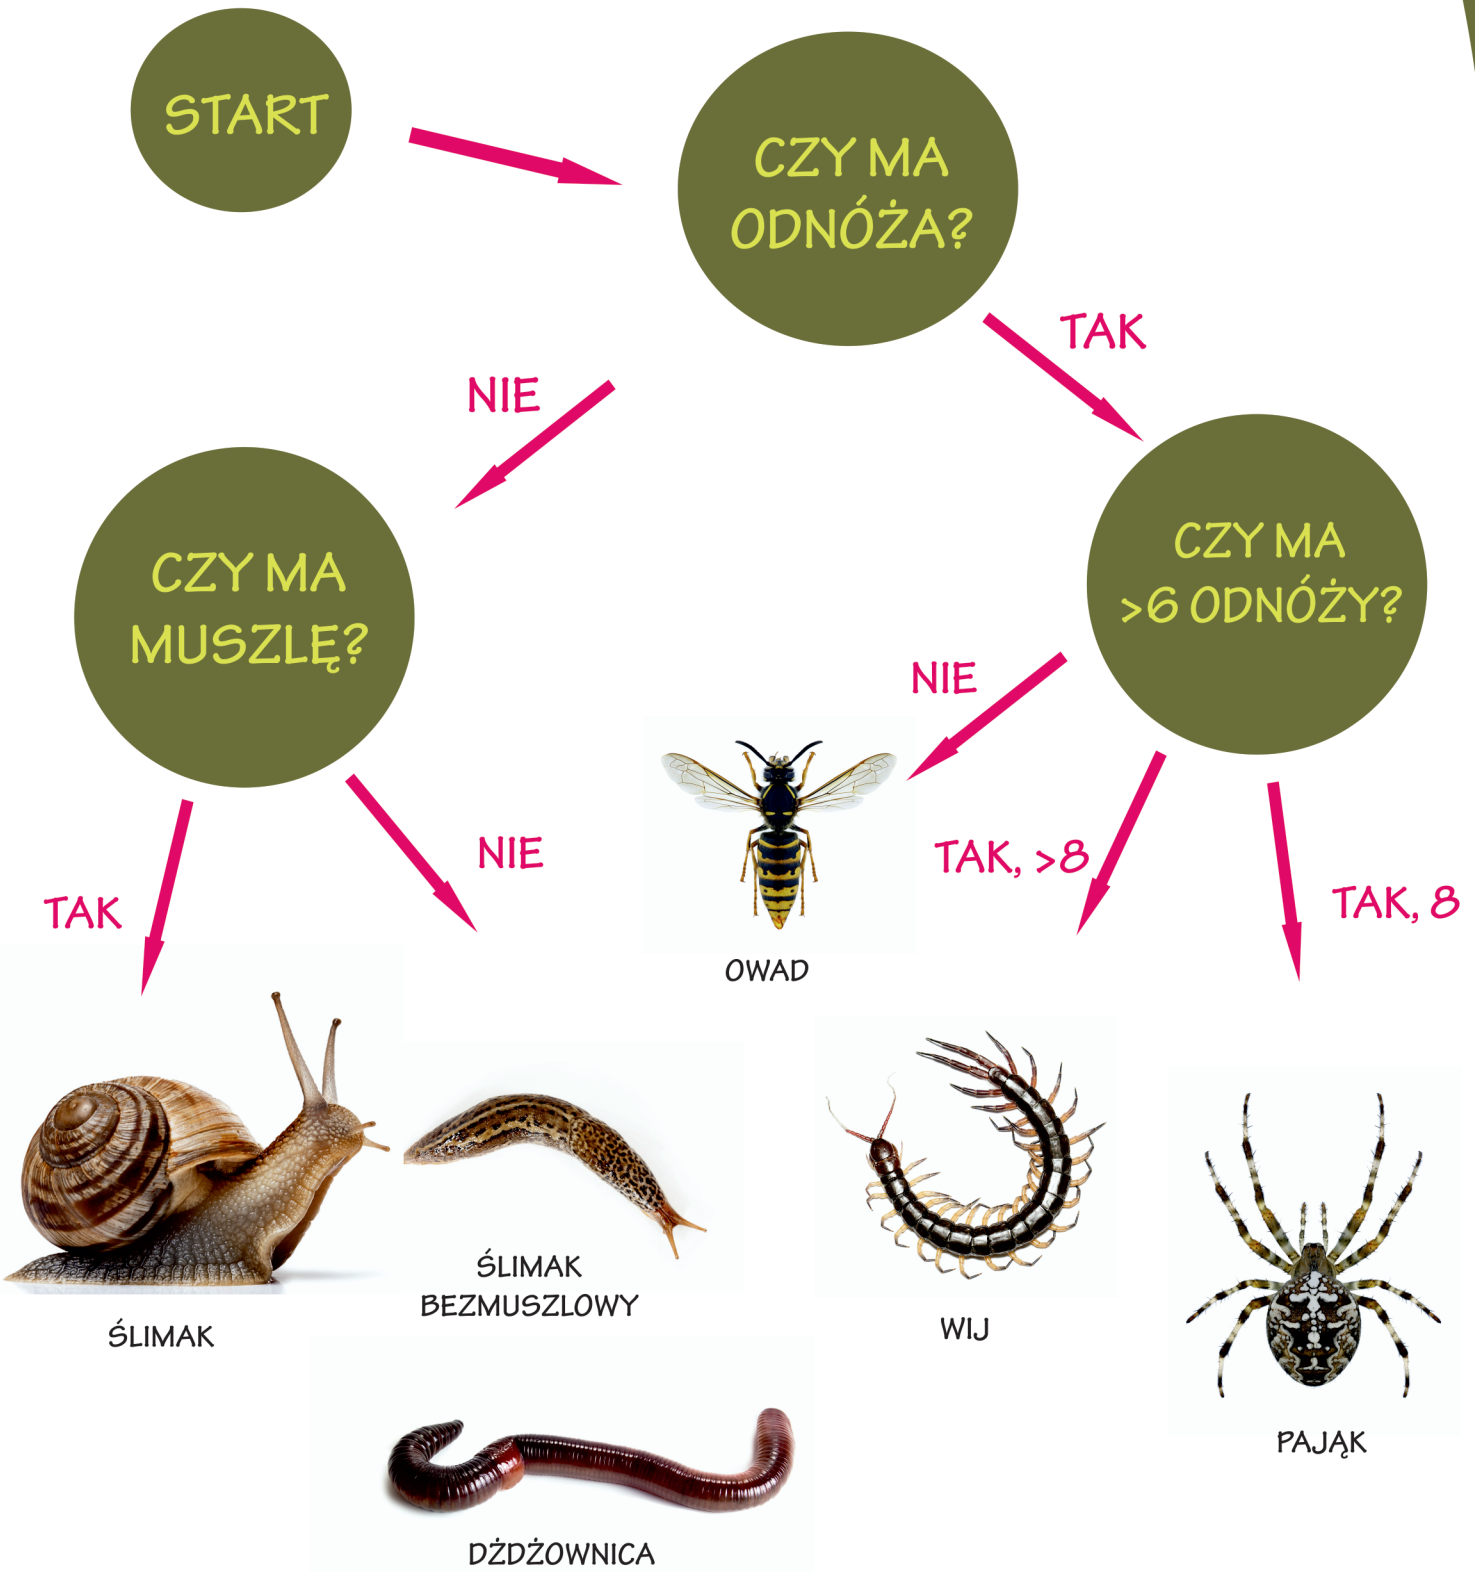 START
CZY MA
ODNÓŻA?
TAK
NIE
CZY MA
MUSZLĘ?
CZY MA
>6 ODNÓŻY?
NIE
TAK, >8
TAK, 8
NIE
TAK
OWAD
ŚLIMAK
BEZMUSZLOWY
ŚLIMAK
WIJ
PAJĄK
DŻDŻOWNICA